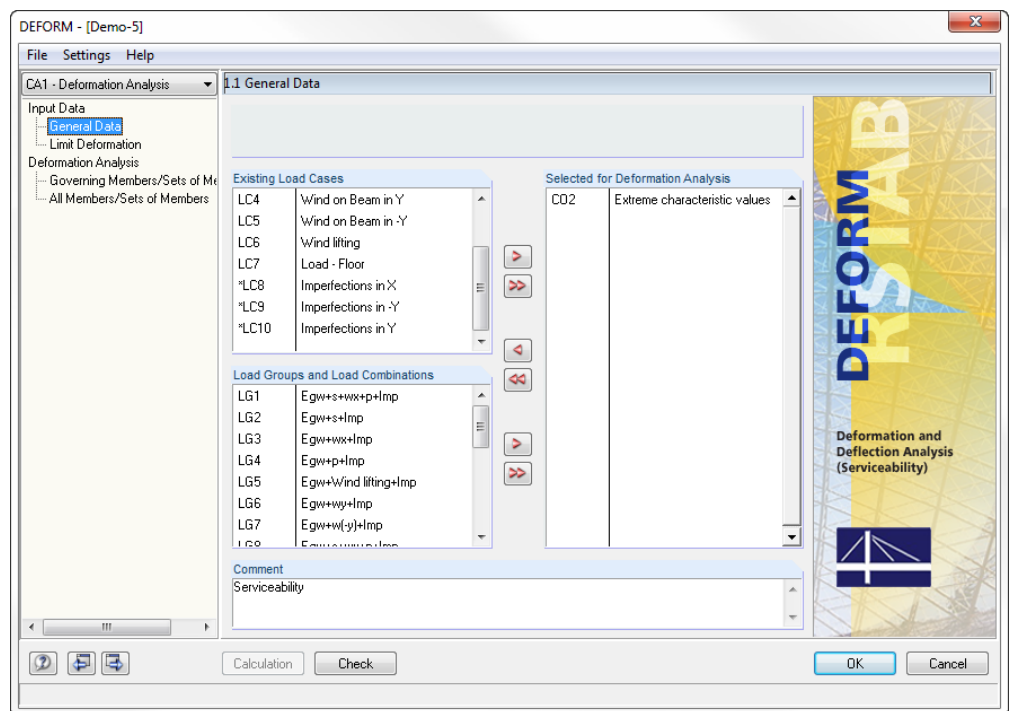 DEFORM - [Demo-5]
File Settings Help
CA1 - Deformation Analysis
1.1 General Data
Input Data
General Data
Limit Deformation
Deformation Analysis
Governing Members/Sets of Me
All Members/Sets of Members
Existing Load Cases
LC4 Wind on Beam in Y
LC5 Wind on Beam in -Y
LC6 Wind lifting
LC7 Load - Floor
*LC8 Imperfections in X
*LC9 Imperfections in -Y
*LC10 Imperfections in Y
>
>>
<
<<
Load Groups and Load Combinations
LG1 Egw+s+wx+p+Imp
LG2 Egw+s+Imp
LG3 Egw+wx+Imp
LG4 Egw+p+Imp
LG5 Egw+Wind lifting+Imp
LG6 Egw+wy+Imp
LG7 Egw+w(-y)+Imp
LG8
>
>>
Selected for Deformation Analysis
CO2 Extreme characteristic values
Comment
Serviceability
RSTAB
DEFORM
Deformation and
Deflection Analysis
(Serviceability)
Calculation Check OK Cancel